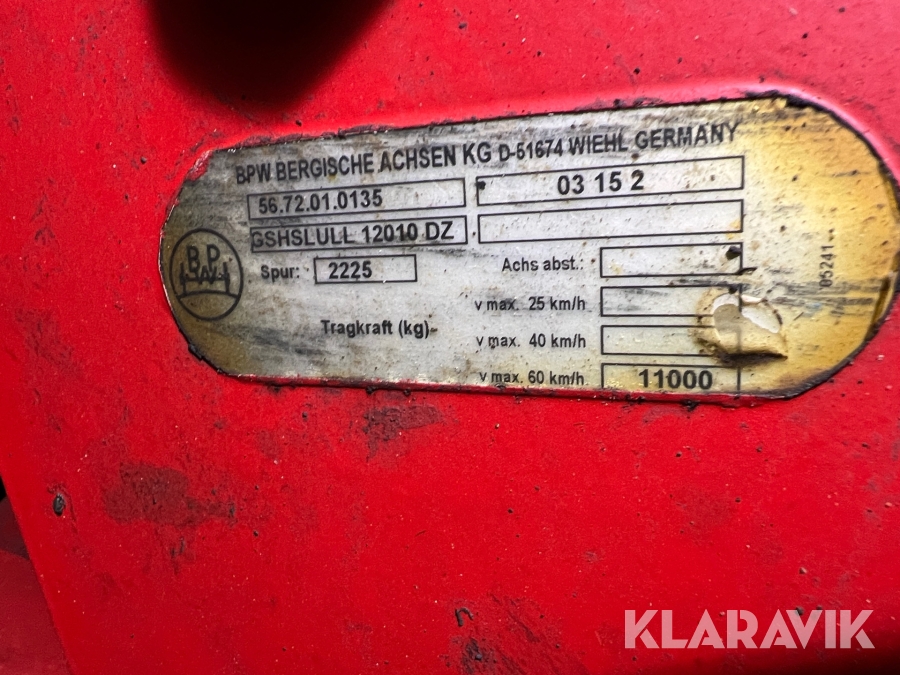 BPW BERGISCHE ACHSEN KG D-51674 WIEHL GERMANY
56.72.01.0135
03 15 2
GSHSLULL 12010 DZ
BPW
Spur: 2225
Achs abst.:
v max. 25 km/h
Tragkraft (kg)
v max. 40 km/h
v max. 60 km/h 11000
05241
KLARAVIK